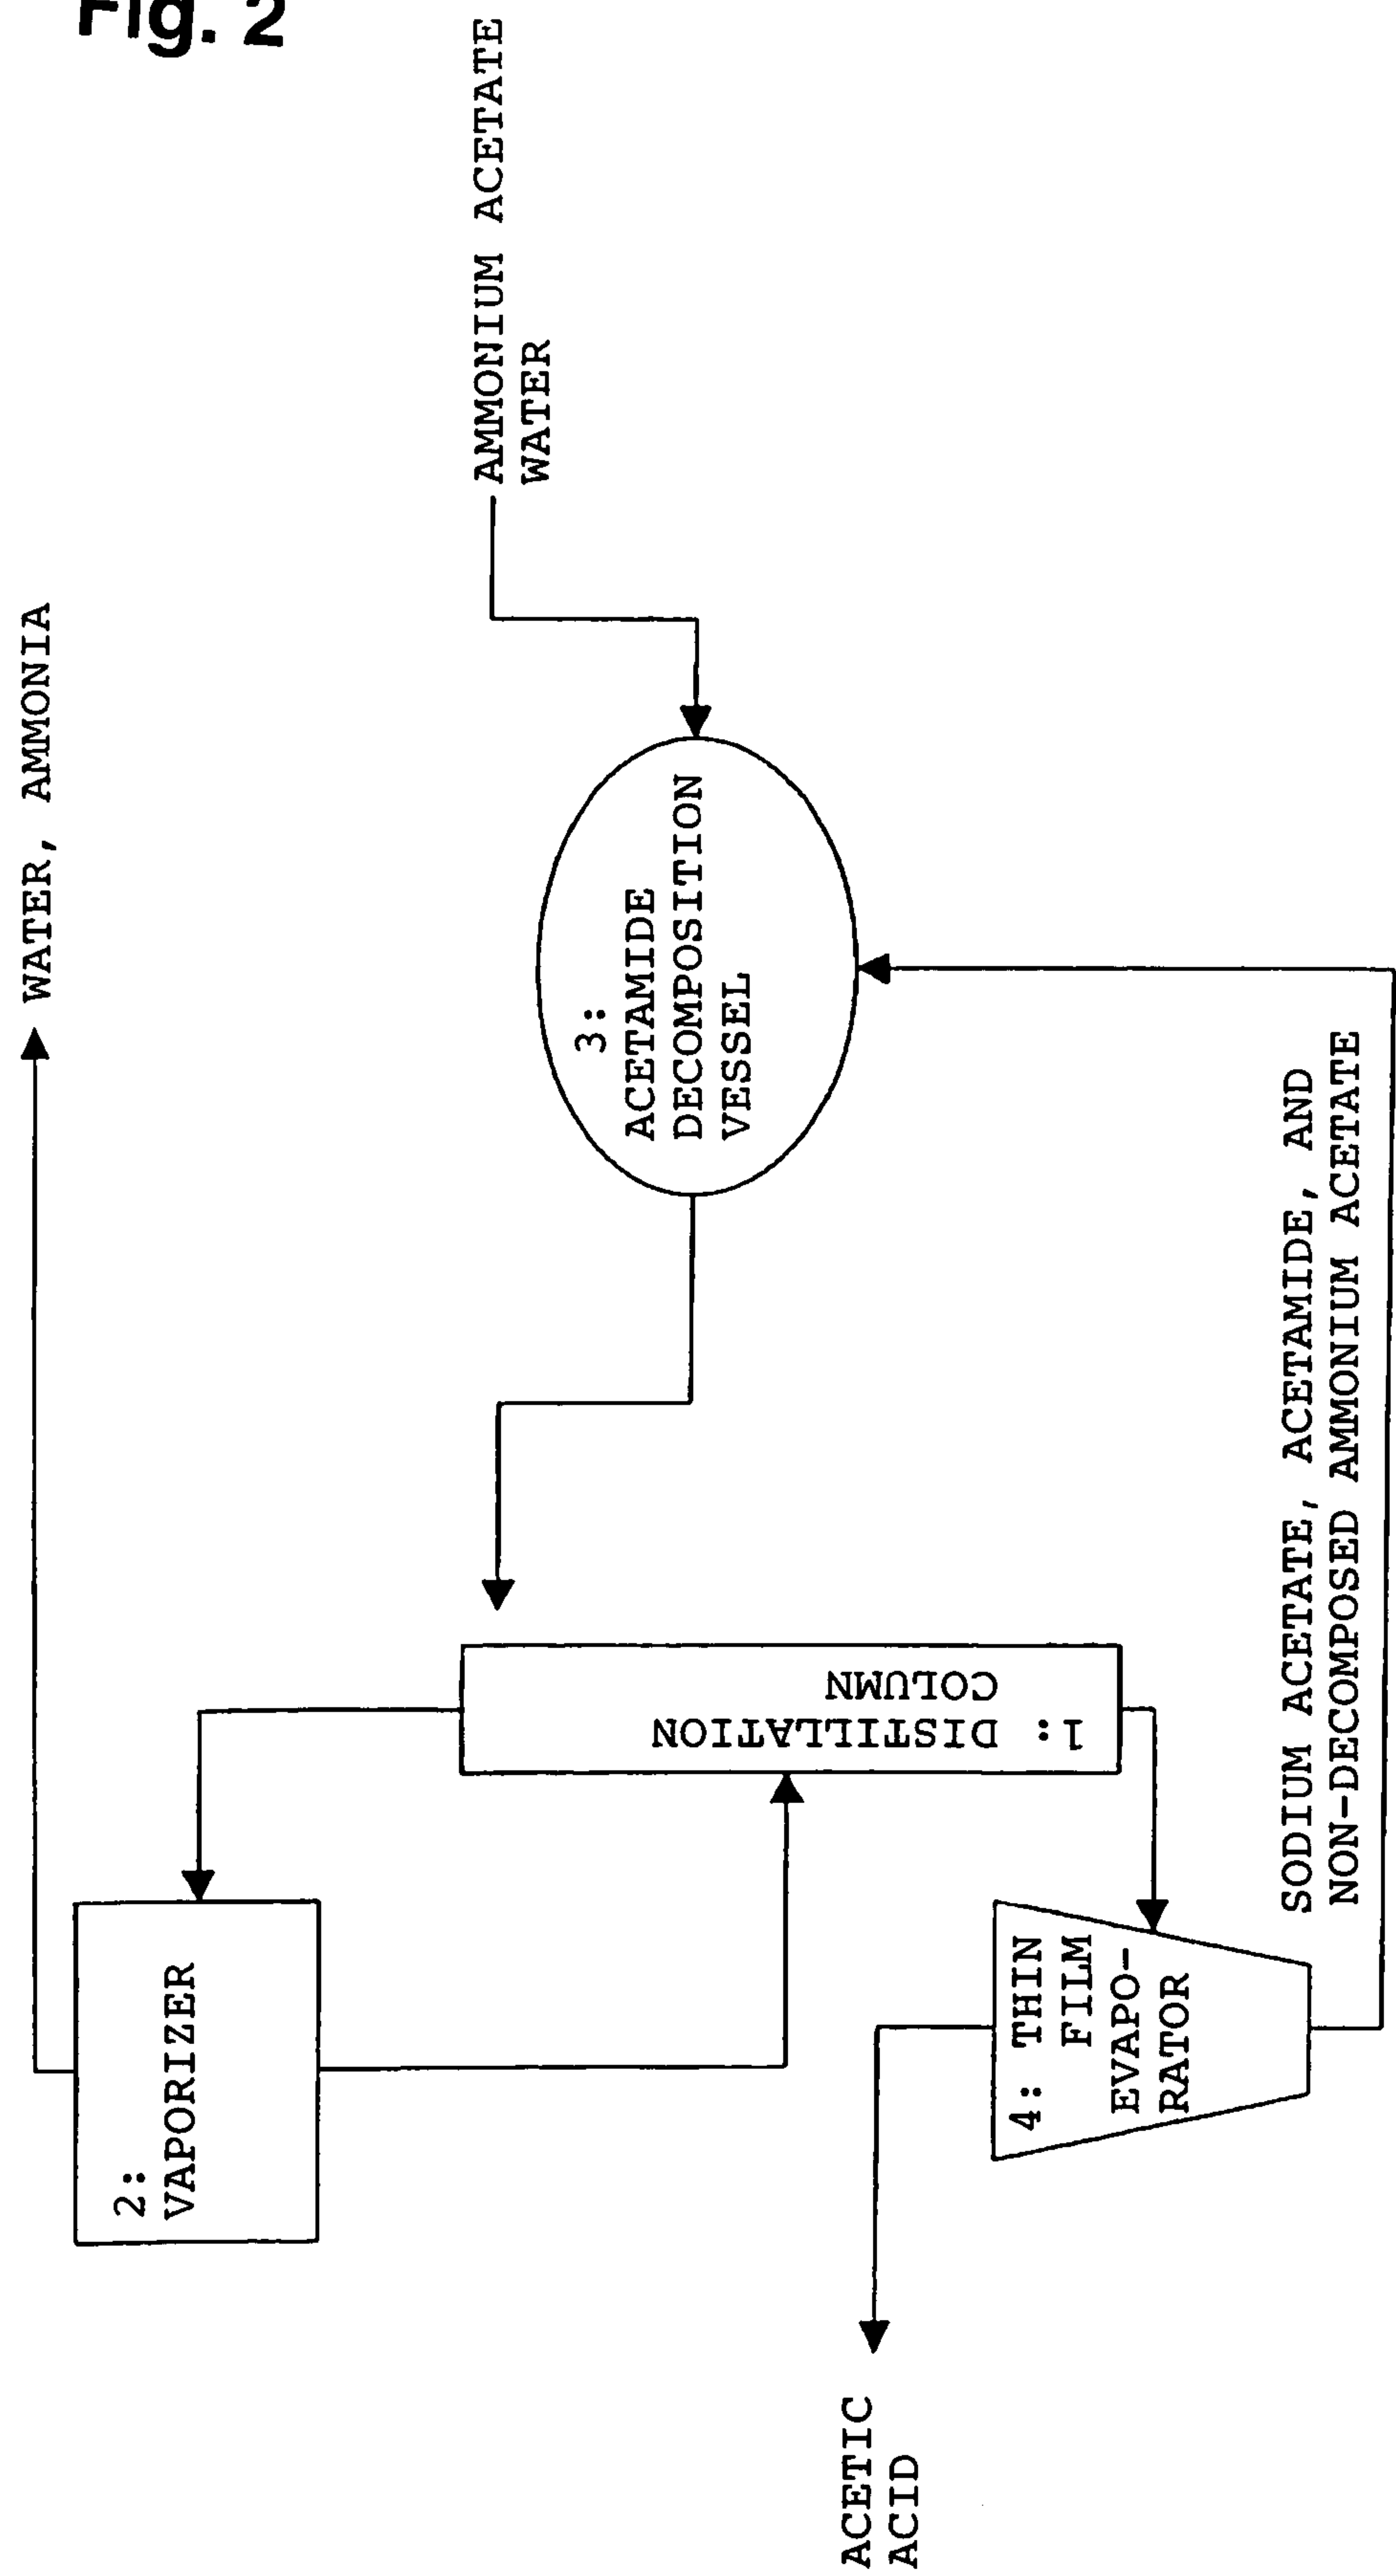 Fig. 2
WATER, AMMONIA
AMMONIUM ACETATE
WATER
2:
VAPORIZER
1: DISTILLATION
COLUMN
3:
ACETAMIDE
DECOMPOSITION
VESSEL
4: THIN
FILM
EVAPO-
RATOR
ACETIC
ACID
SODIUM ACETATE, ACETAMIDE, AND
NON-DECOMPOSED AMMONIUM ACETATE